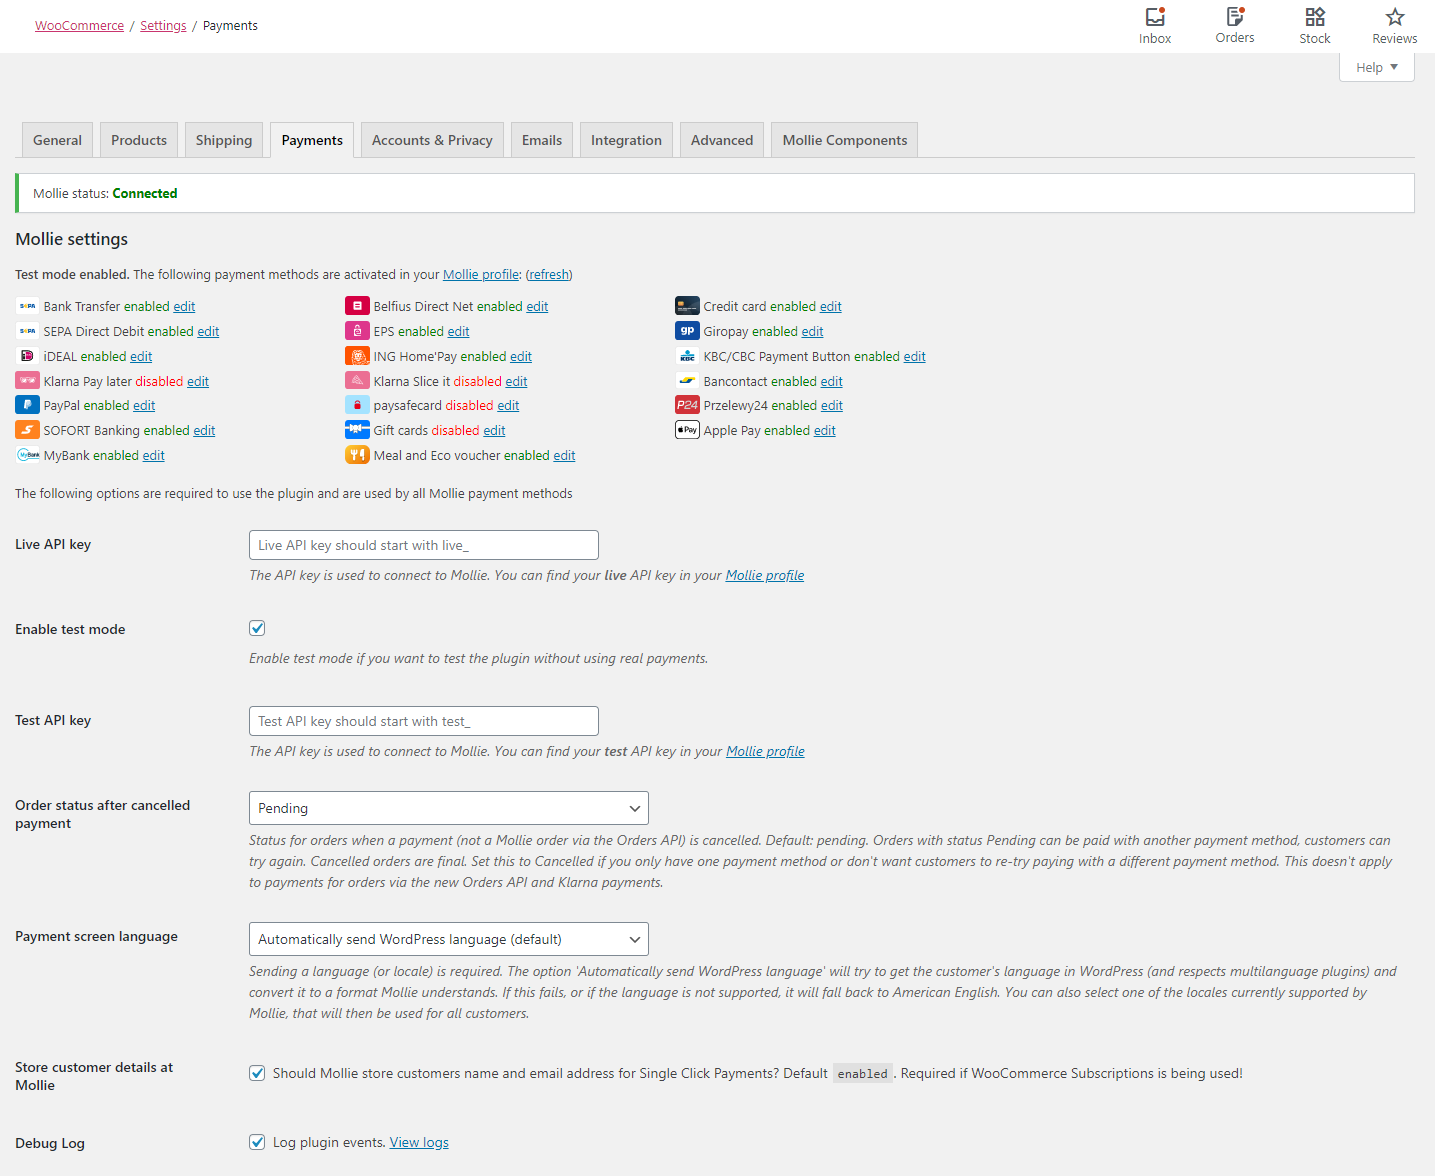 WooCommerce / Settings / Payments
Inbox
Orders
Stock
Reviews
Help
General
Products
Shipping
Payments
Accounts & Privacy
Emails
Integration
Advanced
Mollie Components
Mollie status: Connected
Mollie settings
Test mode enabled. The following payment methods are activated in your Mollie profile: (refresh)
SEPA Bank Transfer enabled edit
Belfius Direct Net enabled edit
Credit card enabled edit
SEPA SEPA Direct Debit enabled edit
EPS enabled edit
gp Giropay enabled edit
iDEAL enabled edit
ING Home'Pay enabled edit
KBC KBC/CBC Payment Button enabled edit
Klarna Pay later disabled edit
Klarna Slice it disabled edit
Bancontact enabled edit
PayPal enabled edit
paysafecard disabled edit
P24 Przelewy24 enabled edit
SOFORT Banking enabled edit
Gift cards disabled edit
Pay Apple Pay enabled edit
MyBank MyBank enabled edit
Meal and Eco voucher enabled edit
The following options are required to use the plugin and are used by all Mollie payment methods
Live API key
Live API key should start with live_
The API key is used to connect to Mollie. You can find your live API key in your Mollie profile
Enable test mode
Enable test mode if you want to test the plugin without using real payments.
Test API key
Test API key should start with test_
The API key is used to connect to Mollie. You can find your test API key in your Mollie profile
Order status after cancelled
payment
Pending
Status for orders when a payment (not a Mollie order via the Orders API) is cancelled. Default: pending. Orders with status Pending can be paid with another payment method, customers can
try again. Cancelled orders are final. Set this to Cancelled if you only have one payment method or don't want customers to re-try paying with a different payment method. This doesn't apply
to payments for orders via the new Orders API and Klarna payments.
Payment screen language
Automatically send WordPress language (default)
Sending a language (or locale) is required. The option 'Automatically send WordPress language' will try to get the customer's language in WordPress (and respects multilanguage plugins) and
convert it to a format Mollie understands. If this fails, or if the language is not supported, it will fall back to American English. You can also select one of the locales currently supported by
Mollie, that will then be used for all customers.
Store customer details at
Mollie
Should Mollie store customers name and email address for Single Click Payments? Default enabled. Required if WooCommerce Subscriptions is being used!
Debug Log
Log plugin events. View logs